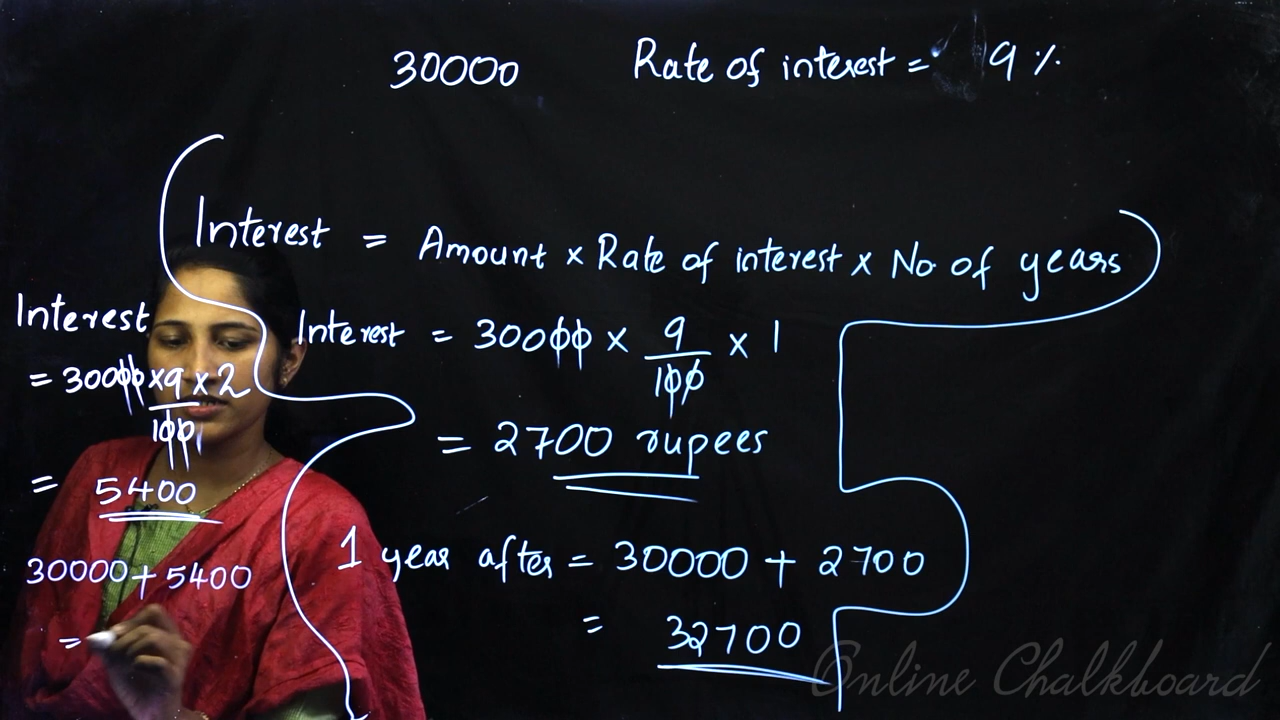 30000 Rate of interest = 9 %
Interest = Amount × Rate of interest × No. of years
Interest = 30000 × 9/100 × 1
= 2700 rupees
1 year after = 30000 + 2700
= 32700
Interest
= 30000 × 9/100 × 2
= 5400
30000 + 5400
=
Online Chalkboard